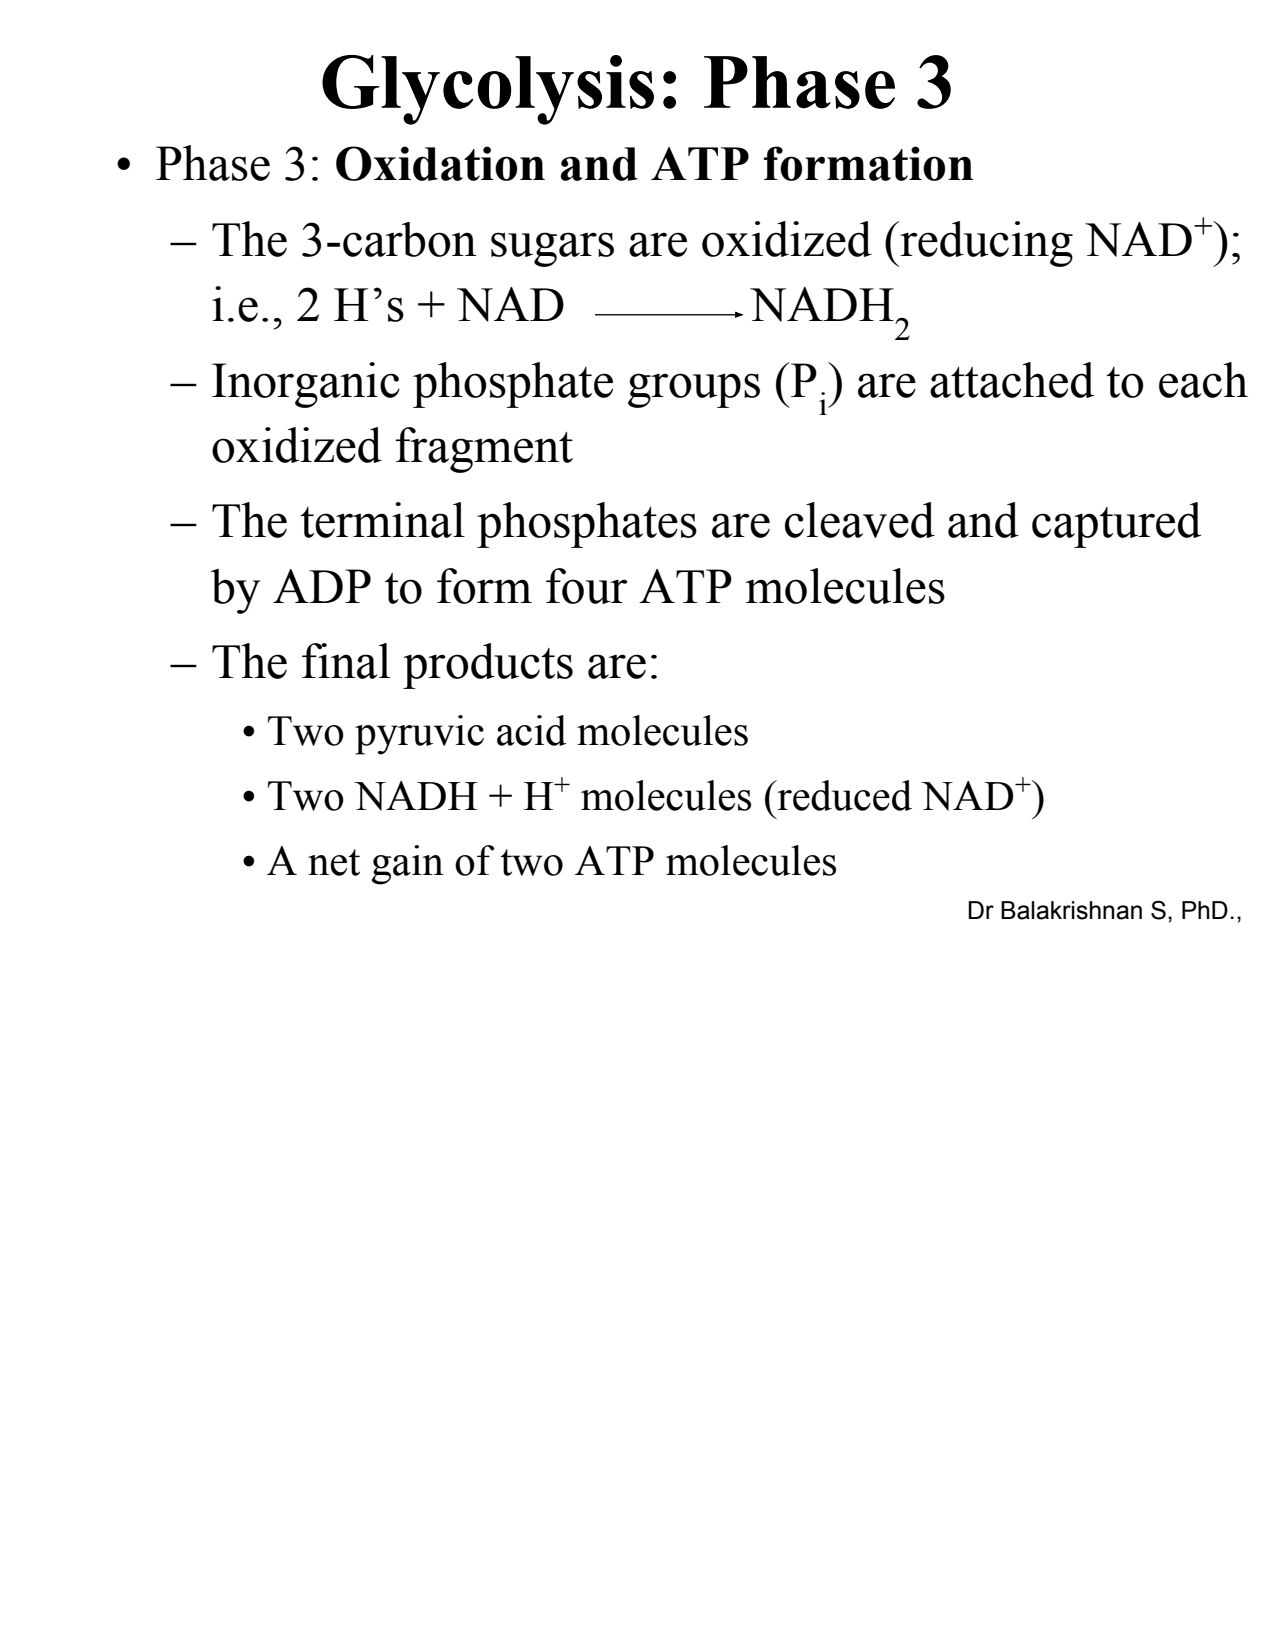 Glycolysis: Phase 3
• Phase 3: Oxidation and ATP formation
– The 3-carbon sugars are oxidized (reducing NAD⁺);
i.e., 2 H’s + NAD ⟶ NADH₂
– Inorganic phosphate groups (Pᵢ) are attached to each
oxidized fragment
– The terminal phosphates are cleaved and captured
by ADP to form four ATP molecules
– The final products are:
• Two pyruvic acid molecules
• Two NADH + H⁺ molecules (reduced NAD⁺)
• A net gain of two ATP molecules
Dr Balakrishnan S, PhD.,